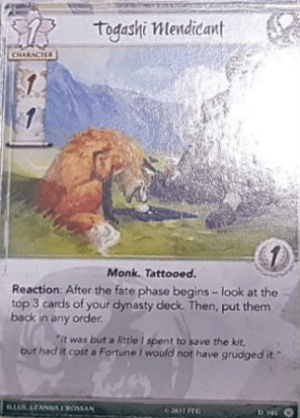 1
Togashi Mendicant
CHARACTER
1
1
1
Monk. Tattooed.
Reaction: After the fate phase begins – look at the
top 3 cards of your dynasty deck. Then, put them
back in any order.
"It was but a little I spent to save the kit,
but had it cost a Fortune I would not have grudged it."
ILLUS. LEANNA CROSSAN
© 2017 FFG